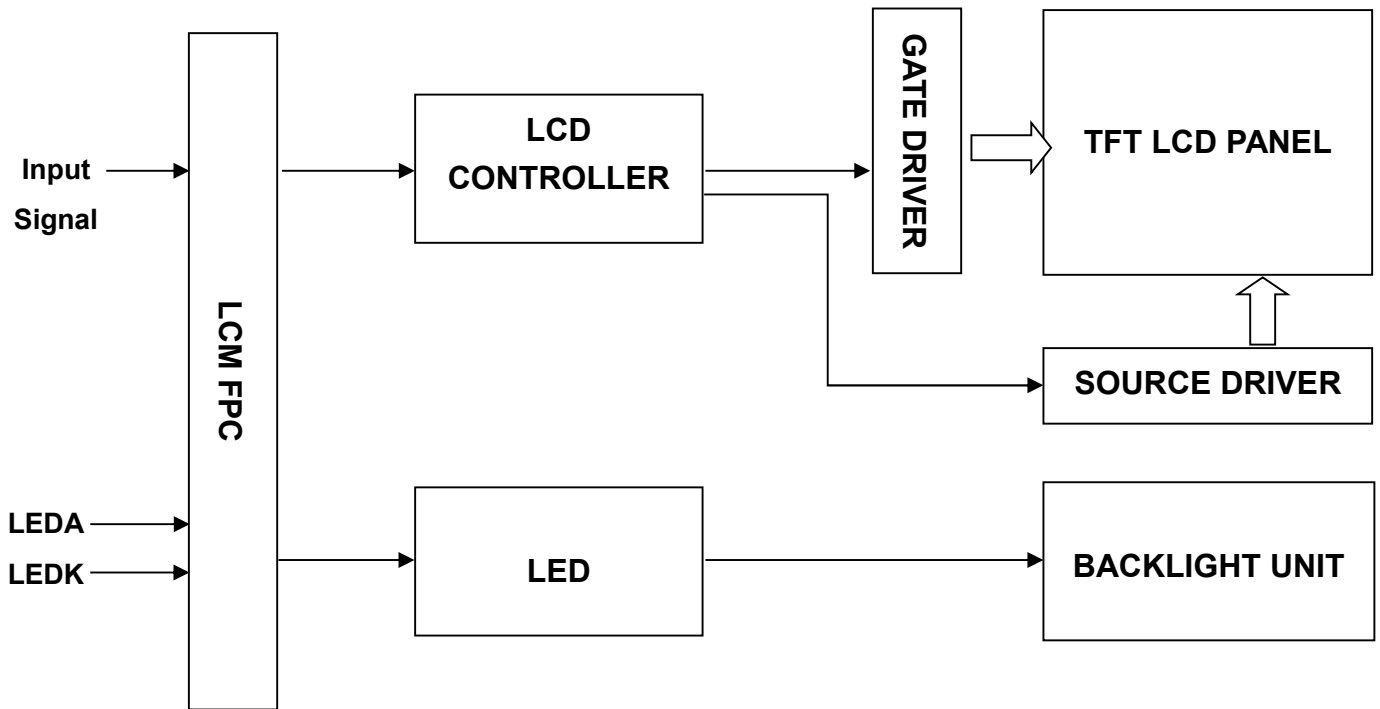 Input
Signal
LEDA
LEDK
LCM FPC
LCD
CONTROLLER
LED
GATE DRIVER
TFT LCD PANEL
SOURCE DRIVER
BACKLIGHT UNIT